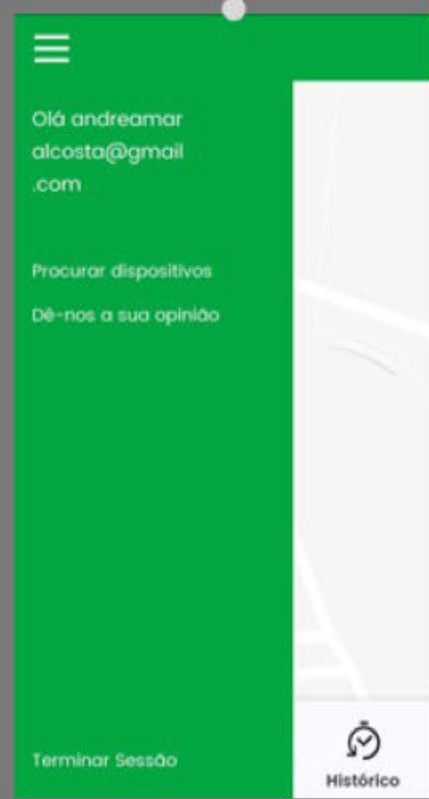 Olá andreamar
alcosta@gmail
.com
Procurar dispositivos
Dê-nos a sua opinião
Terminar Sessão
Histórico